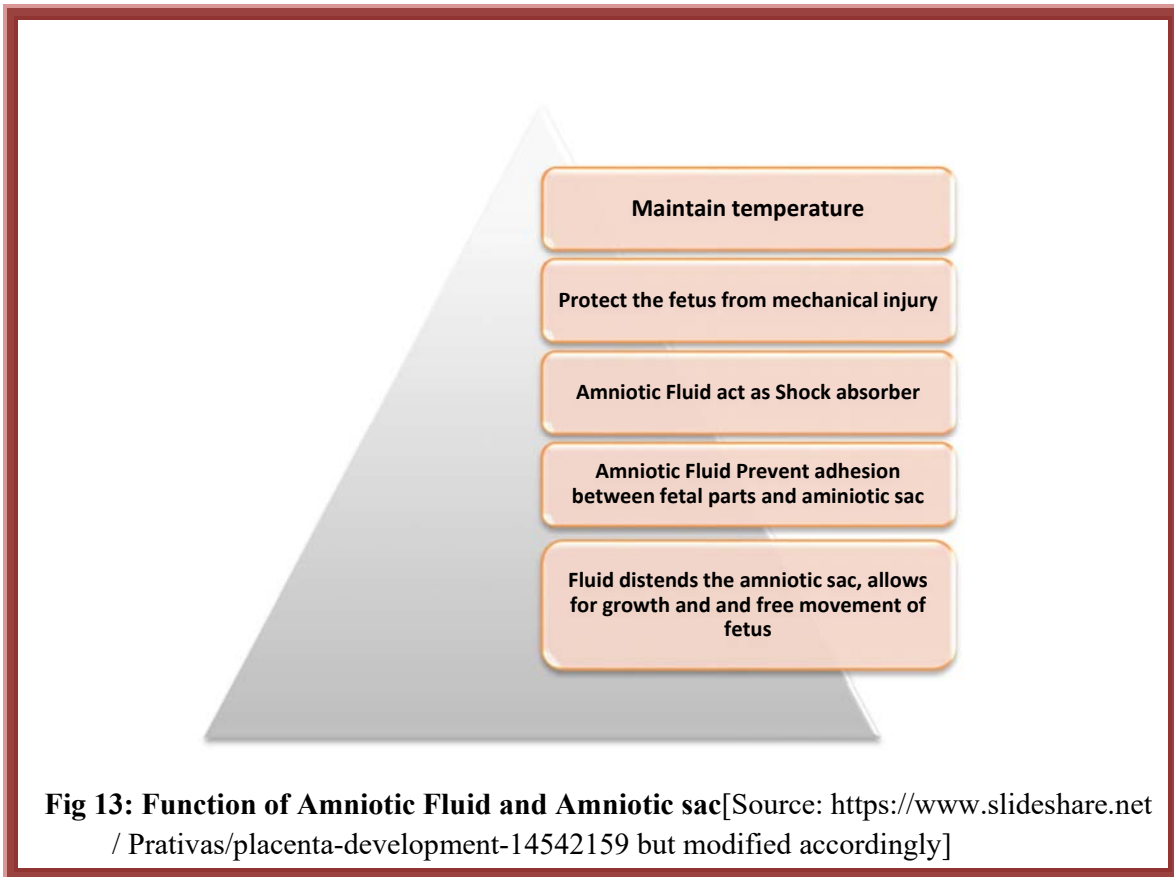 Maintain temperature
Protect the fetus from mechanical injury
Amniotic Fluid act as Shock absorber
Amniotic Fluid Prevent adhesion
between fetal parts and aminiotic sac
Fluid distends the amniotic sac, allows
for growth and and free movement of
fetus
Fig 13: Function of Amniotic Fluid and Amniotic sac[Source: https://www.slideshare.net
/ Prativas/placenta-development-14542159 but modified accordingly]